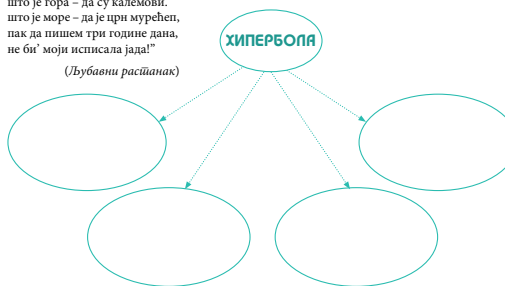 што је гора – да су калемови.
што је море – да је црн мурећеп,
пак да пишем три године дана,
не би’ моји исписала јада!”
(Љубавни растанак)
ХИПЕРБОЛА